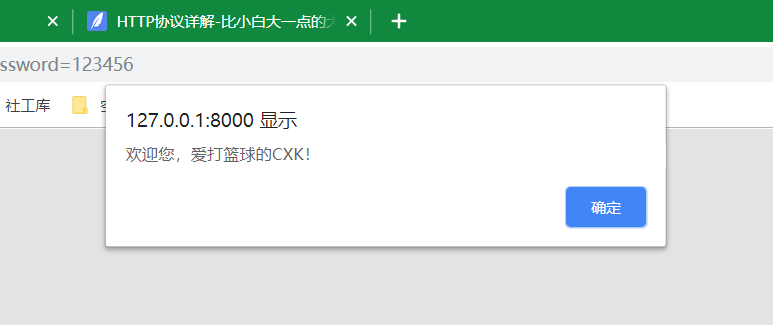 HTTP协议详解-比小白大一点的
ssword=123456
社工库
127.0.0.1:8000 显示
欢迎您，爱打篮球的CXK！
确定